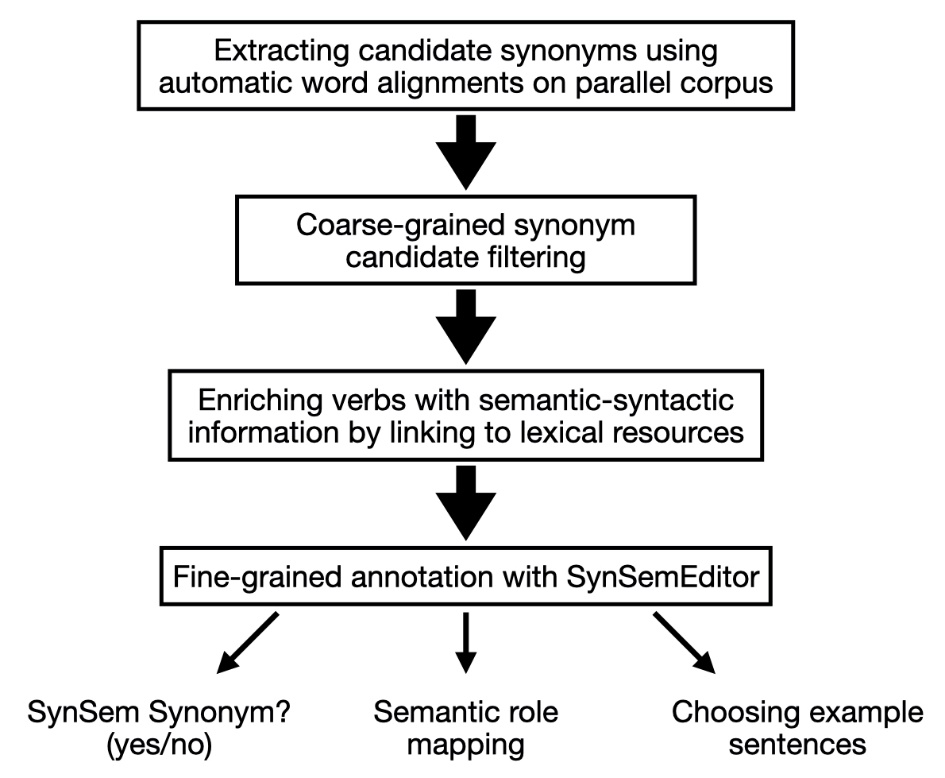 Extracting candidate synonyms using
automatic word alignments on parallel corpus
Coarse-grained synonym
candidate filtering
Enriching verbs with semantic-syntactic
information by linking to lexical resources
Fine-grained annotation with SynSemEditor
SynSem Synonym?
(yes/no)
Semantic role
mapping
Choosing example
sentences